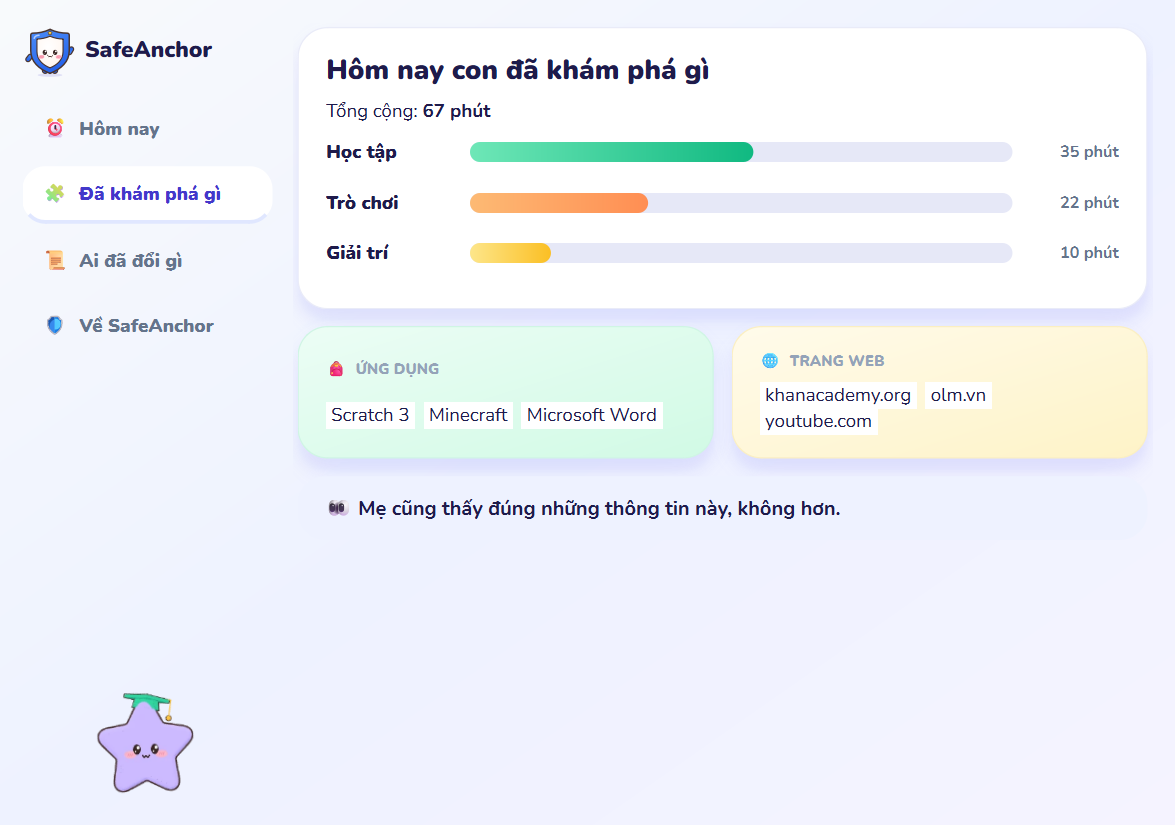 SafeAnchor
Hôm nay
Đã khám phá gì
Ai đã đổi gì
Về SafeAnchor
Hôm nay con đã khám phá gì
Tổng cộng: 67 phút
Học tập 35 phút
Trò chơi 22 phút
Giải trí 10 phút
ỨNG DỤNG
Scratch 3 Minecraft Microsoft Word
TRANG WEB
khanacademy.org olm.vn
youtube.com
Mẹ cũng thấy đúng những thông tin này, không hơn.